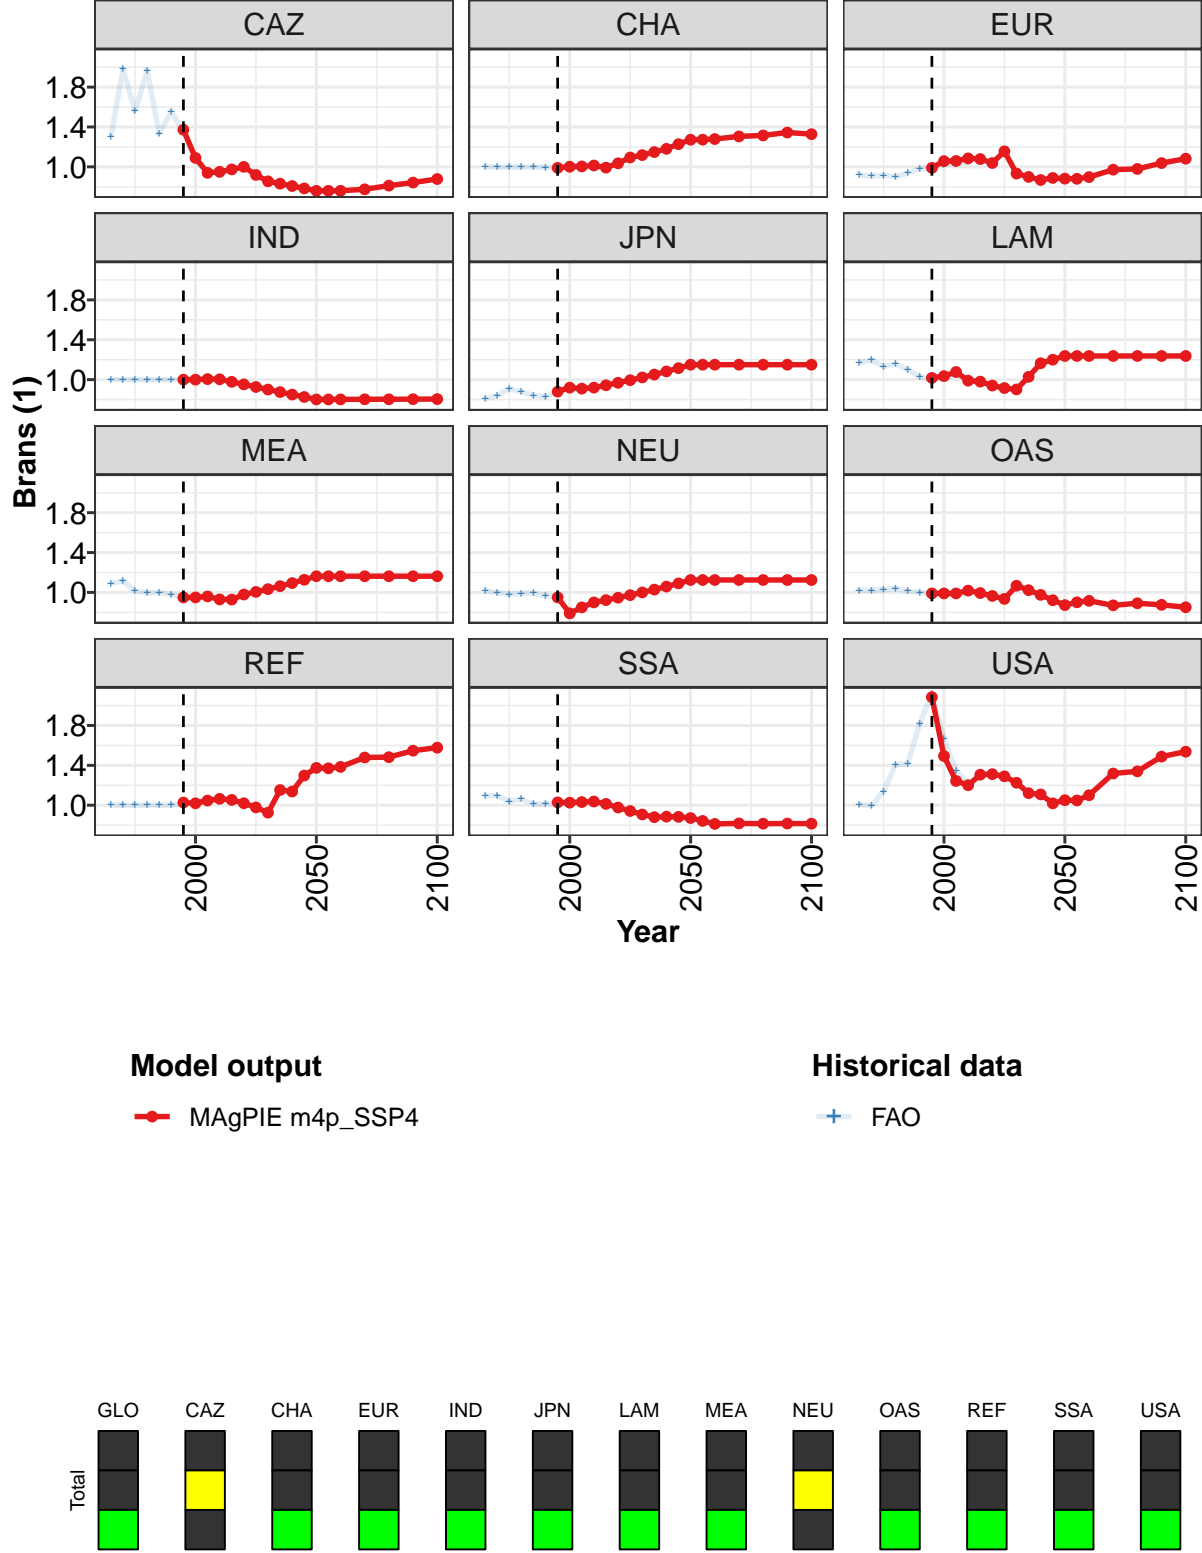 CAZ CHA EUR
1.8
1.4
1.0
IND JPN LAM
1.8
1.4
1.0
MEA NEU OAS
1.8
1.4
1.0
REF SSA USA
1.8
1.4
1.0
Brans (1)
2000 2050 2100 2000 2050 2100 2000 2050 2100
Year
Model output Historical data
MAgPIE m4p_SSP4 FAO
GLO CAZ CHA EUR IND JPN LAM MEA NEU OAS REF SSA USA
Total